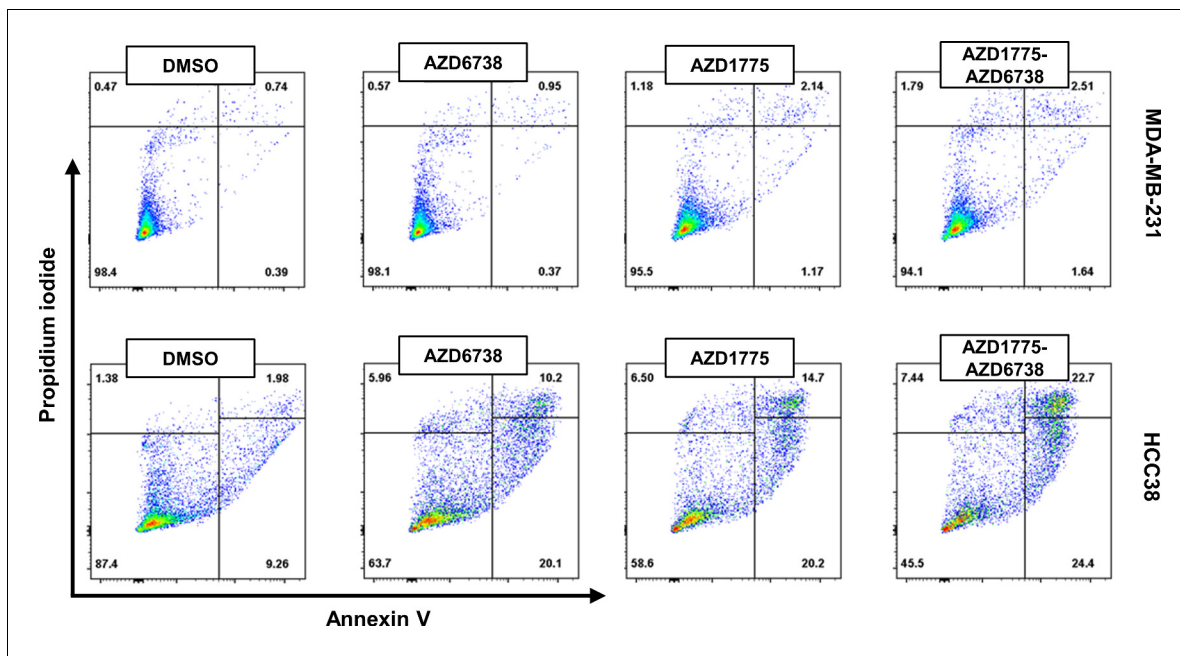 DMSO
AZD6738
AZD1775
AZD1775-
AZD6738
0.47
0.74
0.57
0.95
1.18
2.14
1.79
2.51
98.4
0.39
98.1
0.37
95.5
1.17
94.1
1.64
MDA-MB-231
DMSO
AZD6738
AZD1775
AZD1775-
AZD6738
1.38
1.98
5.96
10.2
6.50
14.7
7.44
22.7
87.4
9.26
63.7
20.1
58.6
20.2
45.5
24.4
HCC38
Propidium iodide
Annexin V